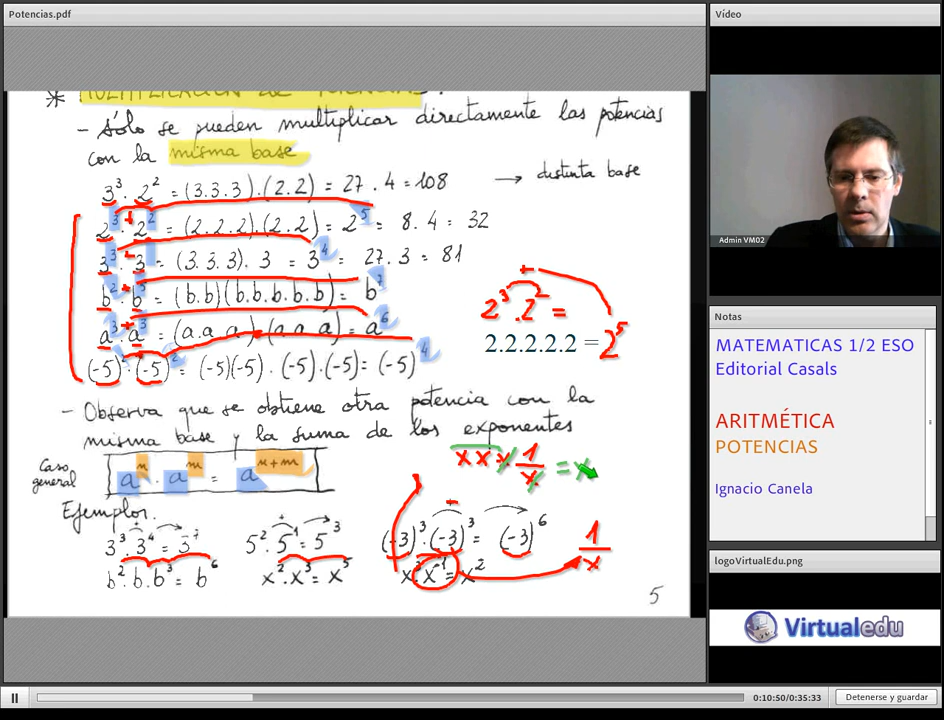 Potencias.pdf
* MULTIPLICACIÓN DE POTENCIAS.
- Sólo se pueden multiplicar directamente las potencias
con la misma base
3³ · 2² = (3.3.3).(2.2) = 27 . 4 = 108 → distinta base
2³ · 2² = (2.2.2).(2.2) = 2⁵ = 8. 4 = 32
3³ · 3 = (3.3.3). 3 = 3⁴ = 27.3 = 81
b² · b⁵ = (b.b)(b.b.b.b.b) = b⁷
a³ · a³ = (a.a.a).(a.a.a) = a⁶
(-5)² · (-5)² = (-5)(-5) · (-5).(-5) = (-5)⁴
+
2³ . 2² =
2.2.2.2.2 = 2⁵
- Observa que se obtiene otra potencia con la
misma base y la suma de los exponentes
x x x · 1/x = x
Caso general
aⁿ · aᵐ = aⁿ⁺ᵐ
Ejemplos.
3³ · 3⁴ = 3⁷ 5² · 5¹ = 5³ (-3)³ · (-3)³ = (-3)⁶
b² · b · b³ = b⁶ x² · x³ = x⁵ x³ · x⁻¹ = x² 1/x
5
Vídeo
Admin VM02
Notas
MATEMATICAS 1/2 ESO
Editorial Casals
ARITMÉTICA
POTENCIAS
Ignacio Canela
logoVirtualEdu.png
Virtualedu
0:10:50/0:35:33
Detenerse y guardar